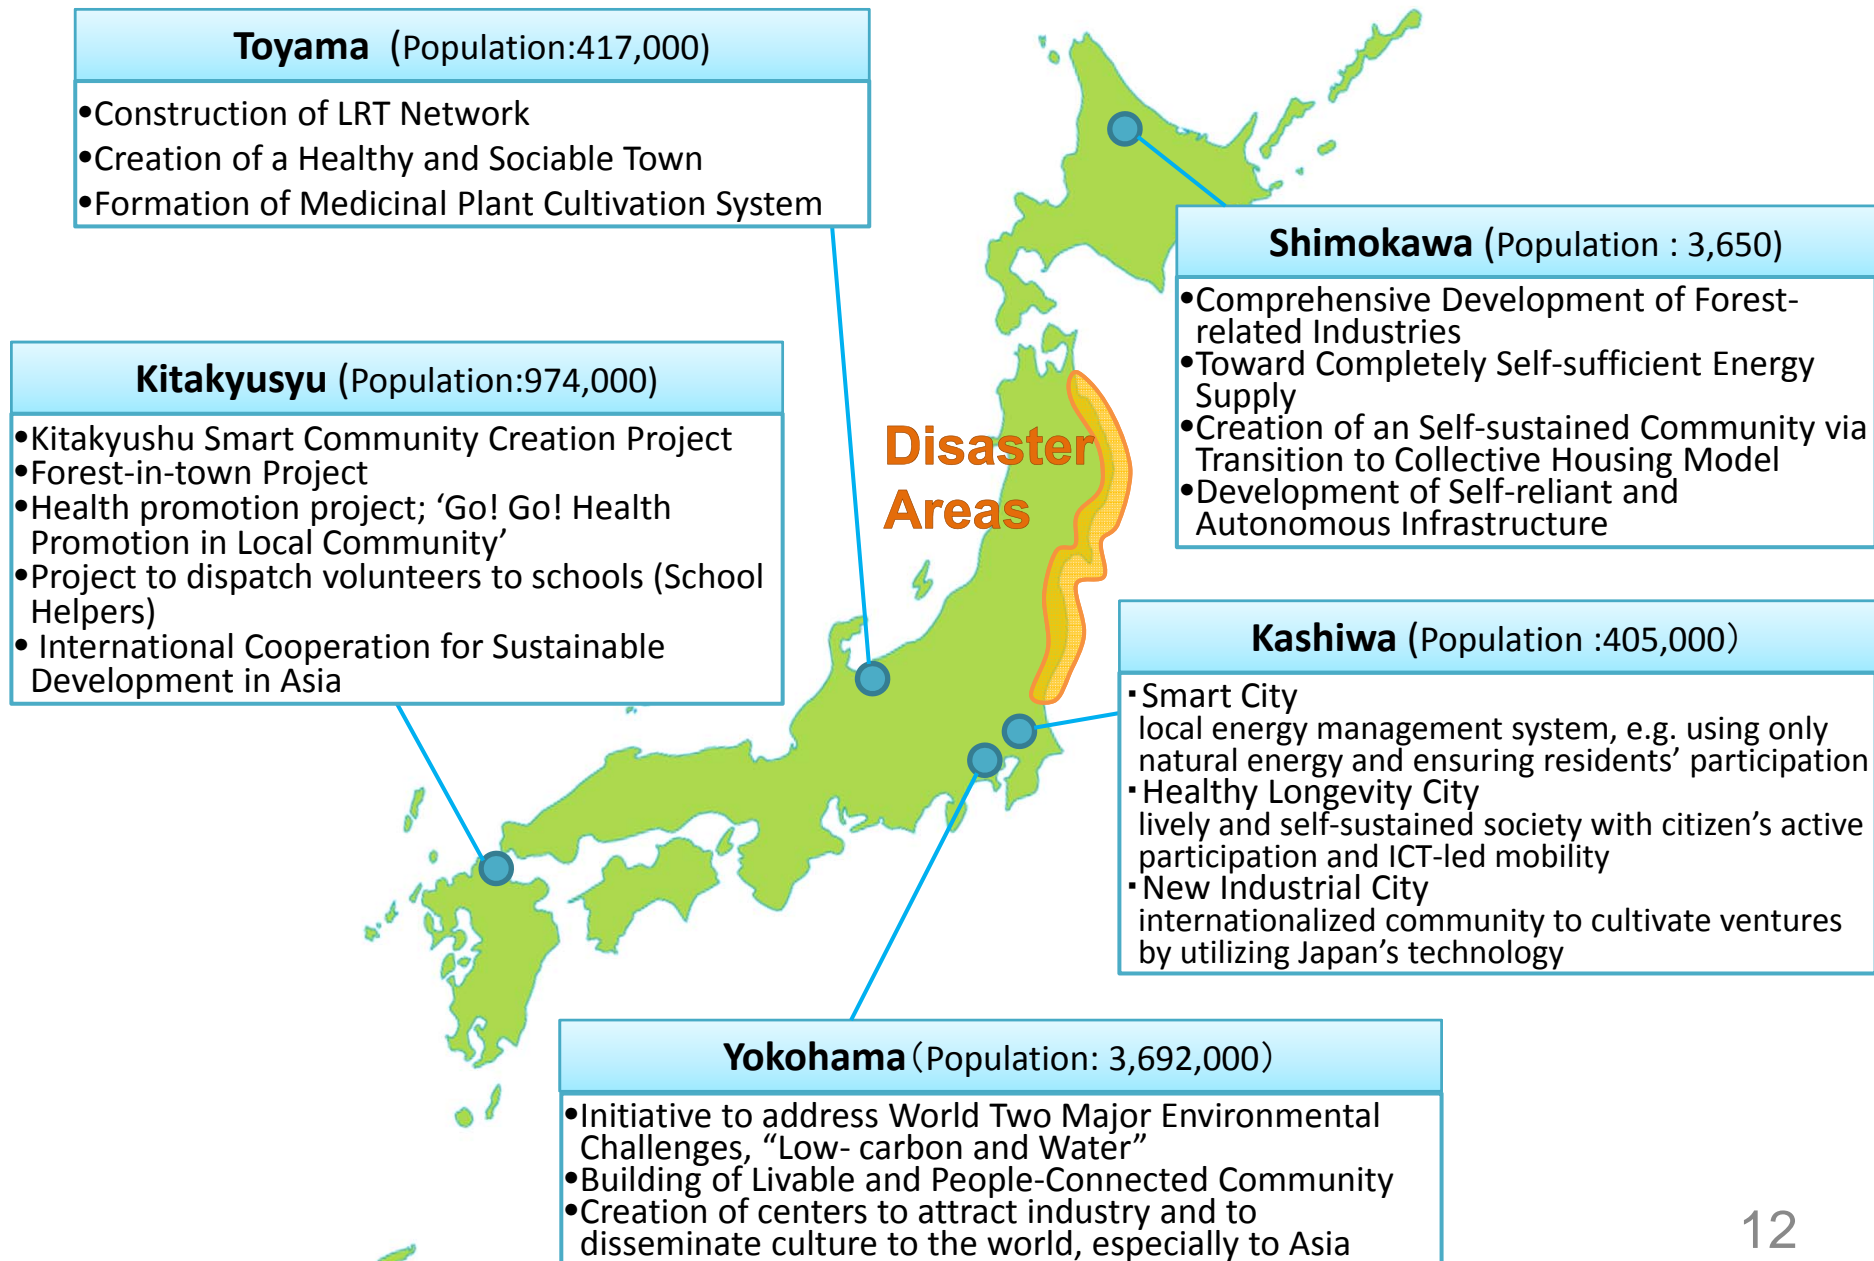 Toyama (Population:417,000)
•Construction of LRT Network
•Creation of a Healthy and Sociable Town
•Formation of Medicinal Plant Cultivation System
Shimokawa (Population : 3,650)
•Comprehensive Development of Forest-
related Industries
•Toward Completely Self-sufficient Energy
Supply
•Creation of an Self-sustained Community via
Transition to Collective Housing Model
•Development of Self-reliant and
Autonomous Infrastructure
Kitakyusyu (Population:974,000)
•Kitakyushu Smart Community Creation Project
•Forest-in-town Project
•Health promotion project; ‘Go! Go! Health
Promotion in Local Community’
•Project to dispatch volunteers to schools (School
Helpers)
• International Cooperation for Sustainable
Development in Asia
Disaster
Areas
Kashiwa (Population :405,000）
・Smart City
local energy management system, e.g. using only
natural energy and ensuring residents’ participation
・Healthy Longevity City
lively and self-sustained society with citizen’s active
participation and ICT-led mobility
・New Industrial City
internationalized community to cultivate ventures
by utilizing Japan’s technology
Yokohama（Population: 3,692,000）
•Initiative to address World Two Major Environmental
Challenges, “Low- carbon and Water”
•Building of Livable and People-Connected Community
•Creation of centers to attract industry and to
disseminate culture to the world, especially to Asia
12